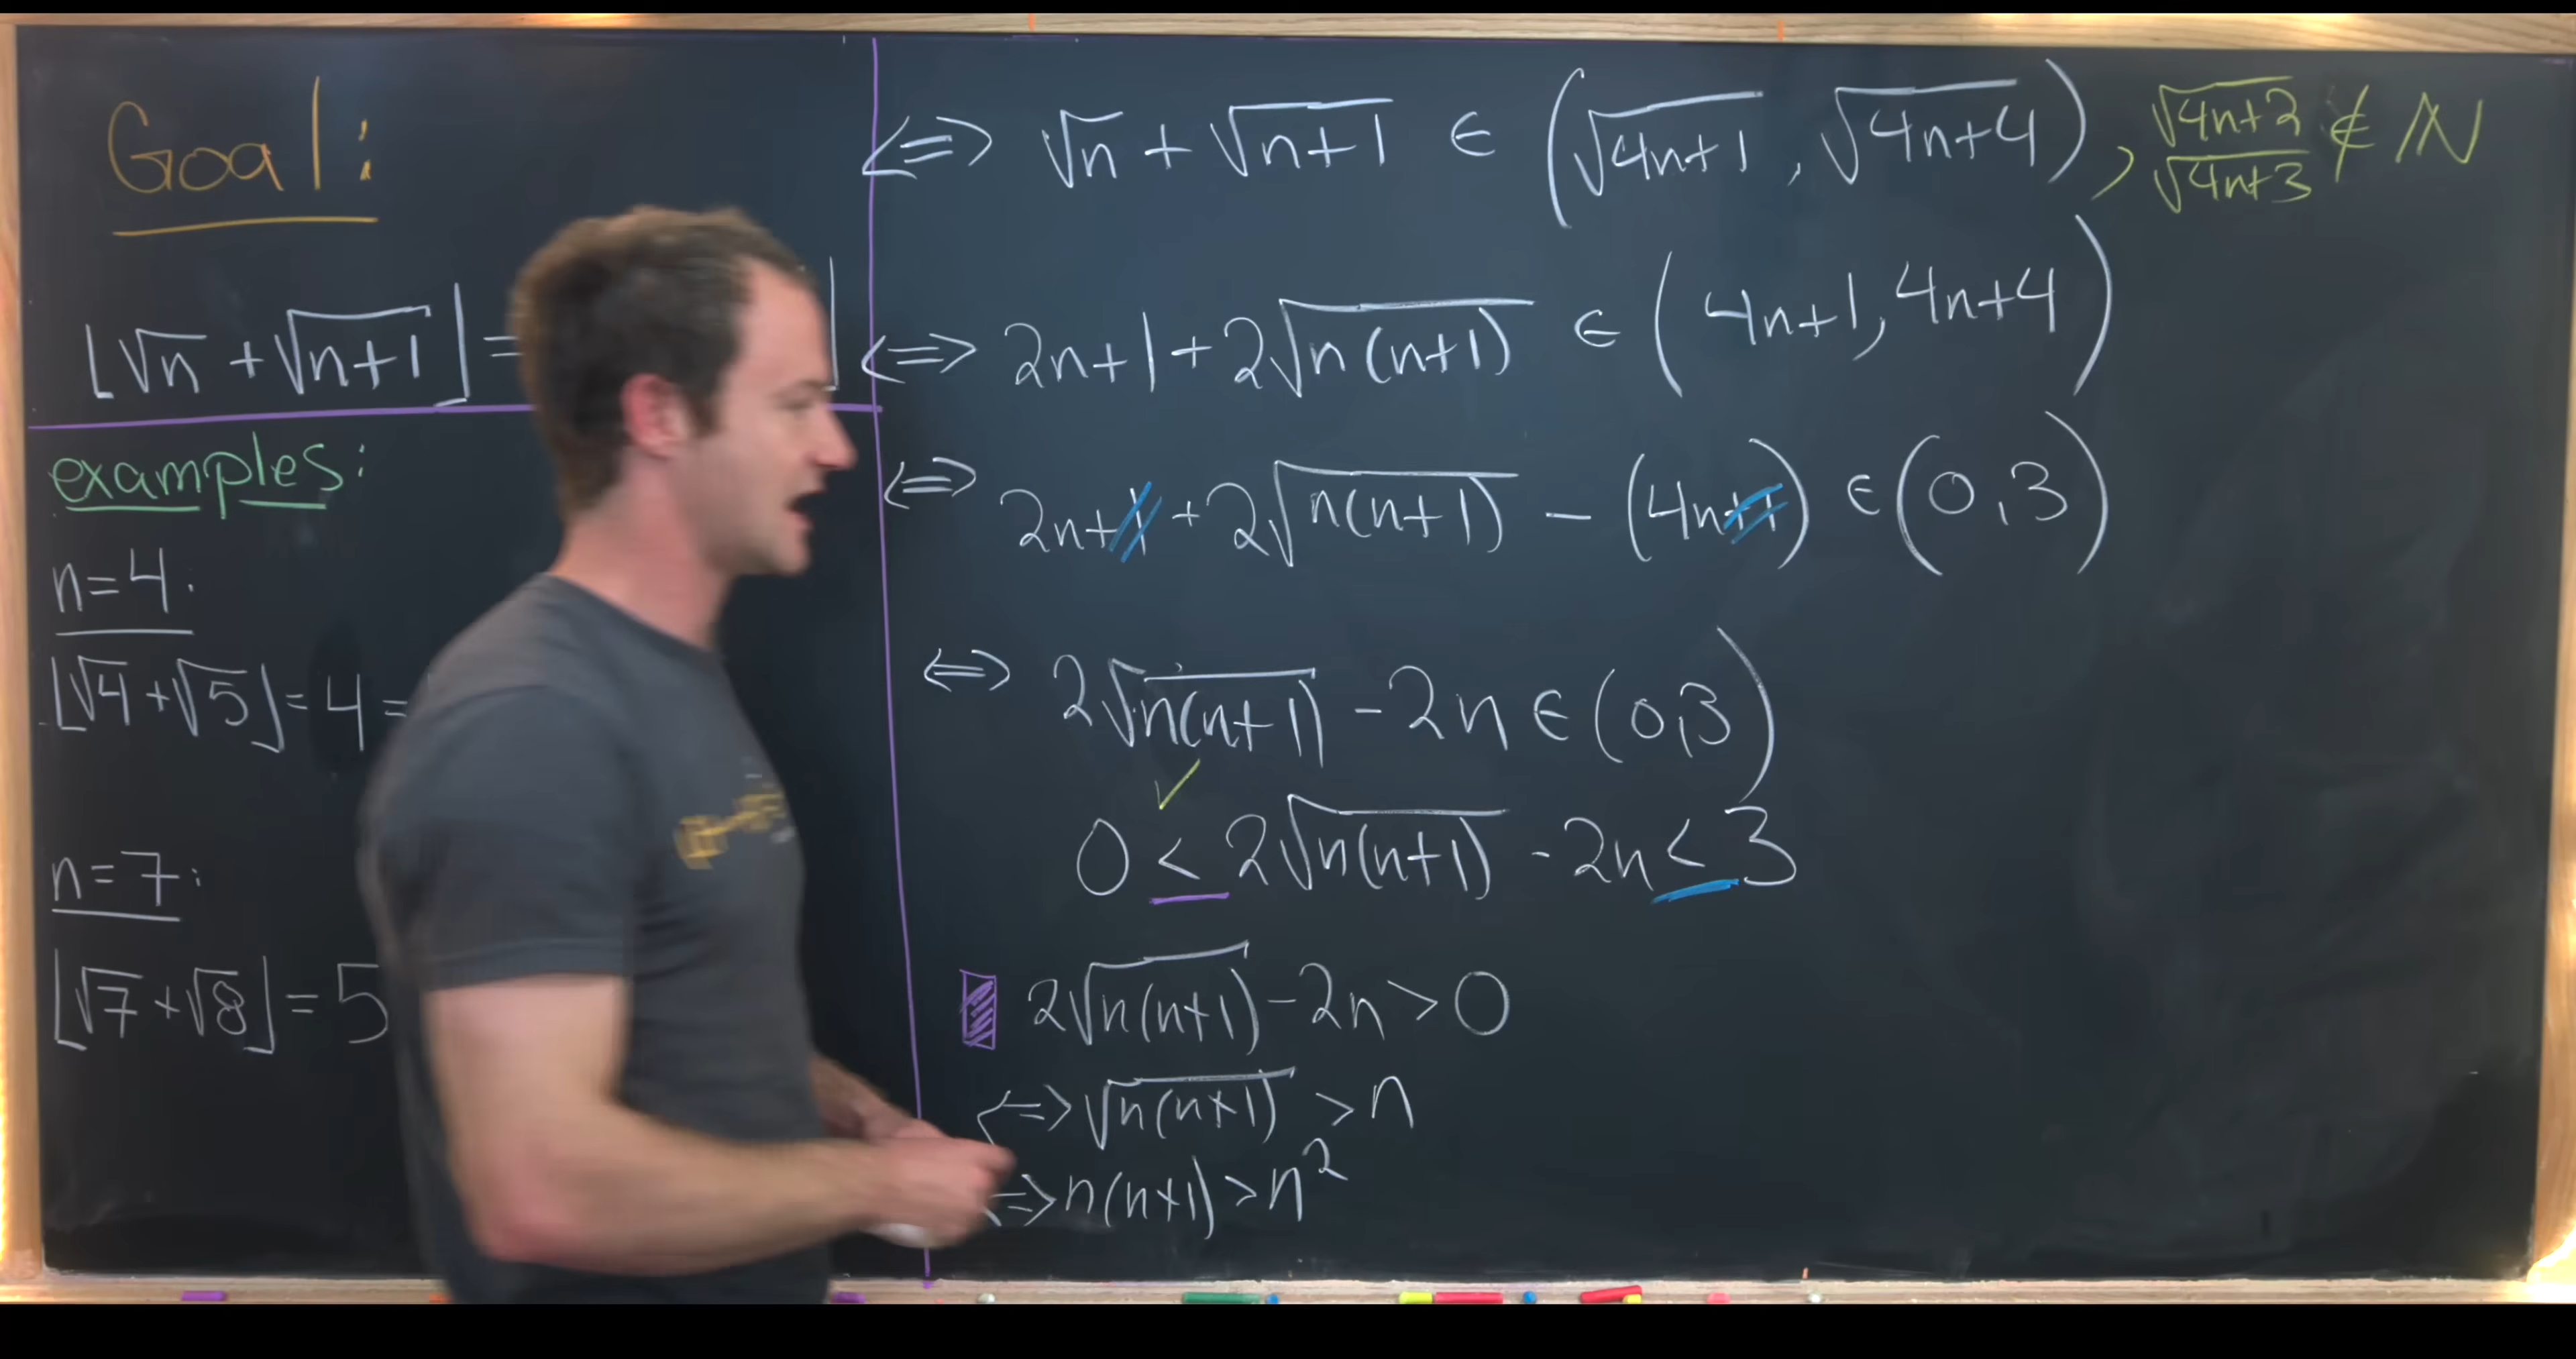 Goal:
⌊√n + √(n+1)⌋ =
examples:
n=4:
⌊√4 + √5⌋ = 4 =
n=7:
⌊√7 + √8⌋ = 5
⟺ √n + √(n+1) ∈ (√(4n+1), √(4n+4)), √(4n+2) √(4n+3) ∉ ℕ
⟺ 2n+1+2√(n(n+1)) ∈ (4n+1, 4n+4)
⟺ 2n+1+2√(n(n+1)) − (4n+1) ∈ (0,3)
⟺ 2√(n(n+1)) − 2n ∈ (0,3)
✓
0 < 2√(n(n+1)) - 2n < 3
2√(n(n+1)) - 2n > 0
⟺ √(n(n+1)) > n
⟺ n(n+1) > n²